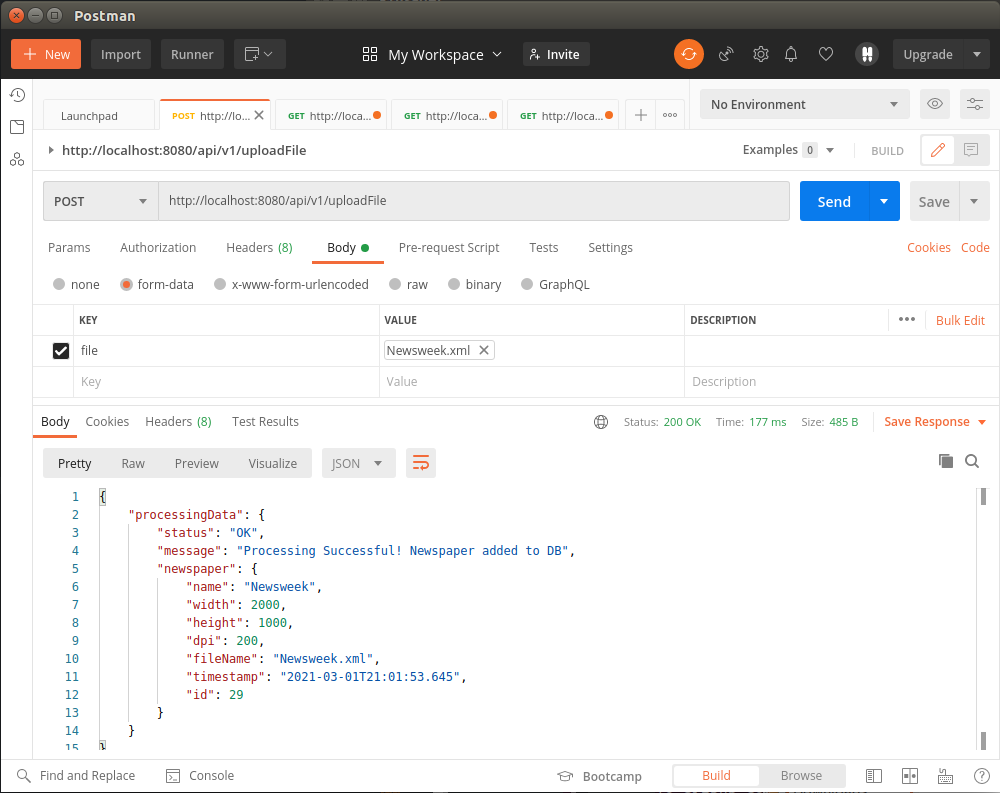 Postman
New Import Runner My Workspace Invite Upgrade
Launchpad POST http://lo... GET http://loca... GET http://loca... GET http://loca... No Environment
http://localhost:8080/api/v1/uploadFile Examples 0 BUILD
POST http://localhost:8080/api/v1/uploadFile Send Save
Params Authorization Headers (8) Body Pre-request Script Tests Settings Cookies Code
none form-data x-www-form-urlencoded raw binary GraphQL
KEY VALUE DESCRIPTION ••• Bulk Edit
file Newsweek.xml
Key Value Description
Body Cookies Headers (8) Test Results Status: 200 OK Time: 177 ms Size: 485 B Save Response
Pretty Raw Preview Visualize JSON
1 {
2 "processingData": {
3 "status": "OK",
4 "message": "Processing Successful! Newspaper added to DB",
5 "newspaper": {
6 "name": "Newsweek",
7 "width": 2000,
8 "height": 1000,
9 "dpi": 200,
10 "fileName": "Newsweek.xml",
11 "timestamp": "2021-03-01T21:01:53.645",
12 "id": 29
13 }
14 }
15 }
Find and Replace Console Bootcamp Build Browse